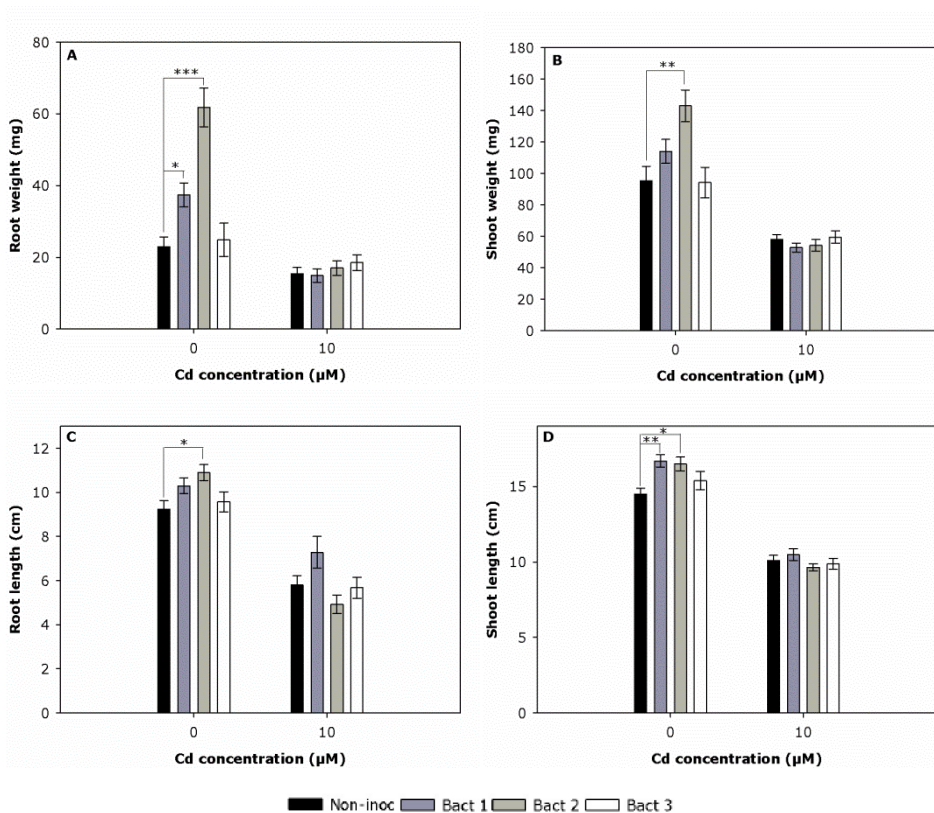 A
Root weight (mg)
80
60
40
20
0
***
*
0 10
Cd concentration (µM)
B
Shoot weight (mg)
180
160
140
120
100
80
60
40
20
0
**
0 10
Cd concentration (µM)
C
Root length (cm)
12
10
8
6
4
2
0
*
0 10
Cd concentration (µM)
D
Shoot length (cm)
15
10
5
0
*
**
0 10
Cd concentration (µM)
Non-inoc Bact 1 Bact 2 Bact 3